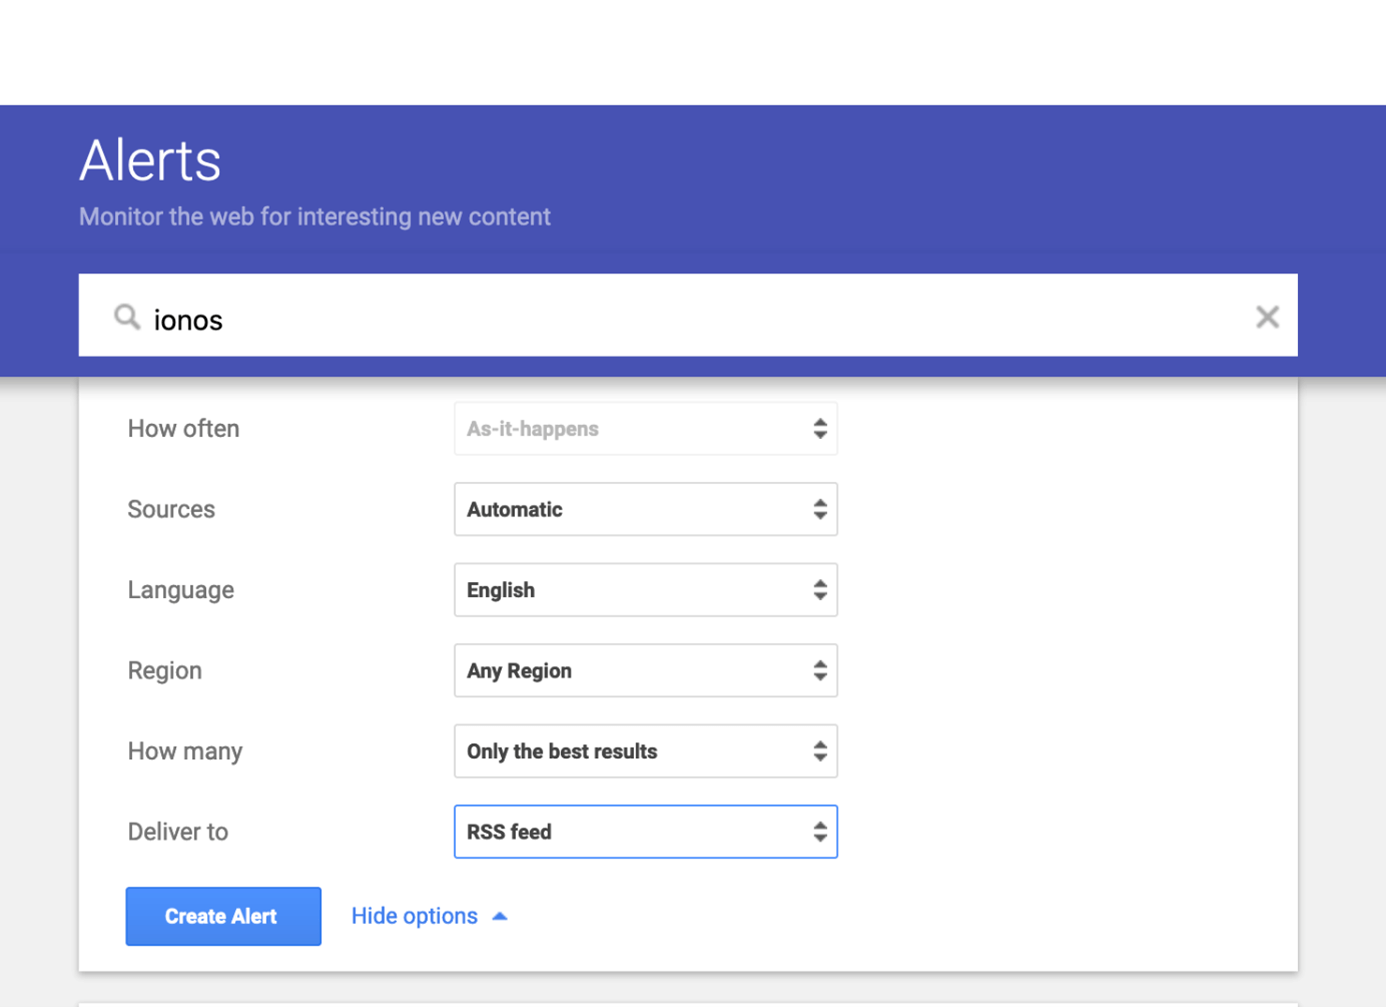 Alerts
Monitor the web for interesting new content
ionos
How often As-it-happens
Sources Automatic
Language English
Region Any Region
How many Only the best results
Deliver to RSS feed
Create Alert Hide options